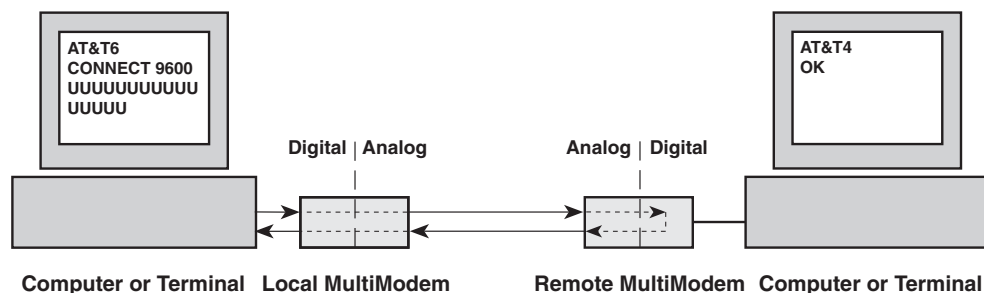 AT&T6
CONNECT 9600
UUUUUUUUUUU
UUUUU
AT&T4
OK
Digital Analog
Analog Digital
Computer or Terminal Local MultiModem
Remote MultiModem Computer or Terminal